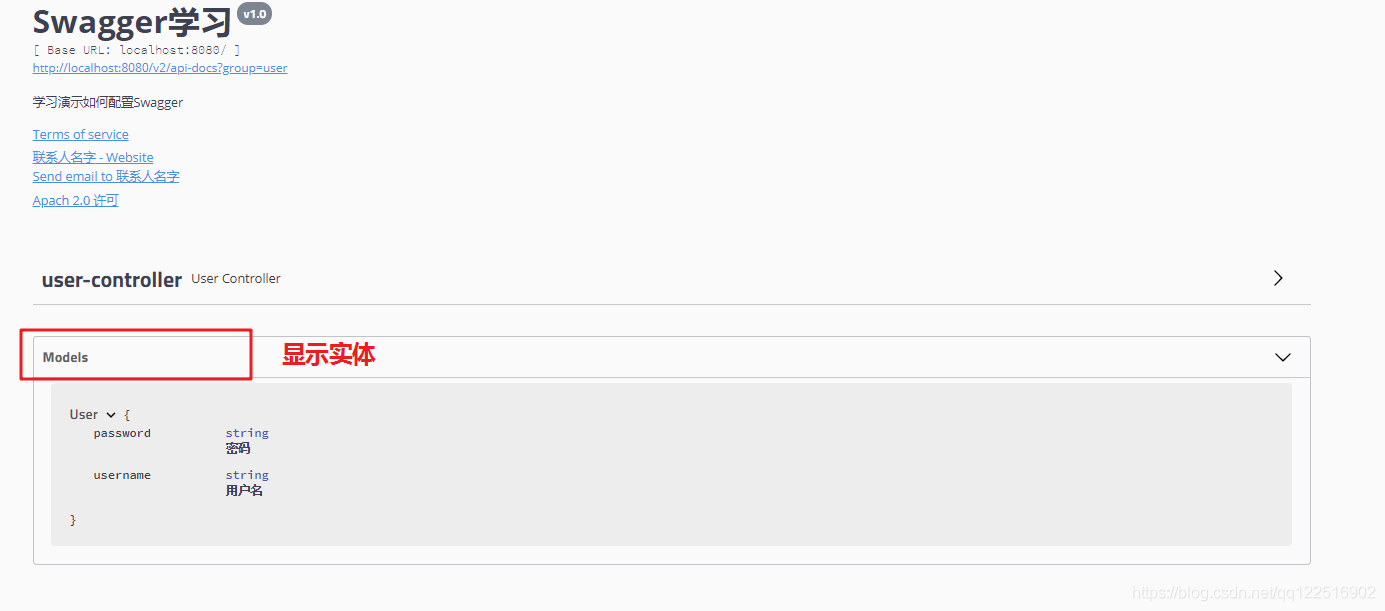 Swagger学习 v1.0
[ Base URL: localhost:8080/ ]
http://localhost:8080/v2/api-docs?group=user
学习演示如何配置Swagger
Terms of service
联系人名字 - Website
Send email to 联系人名字
Apach 2.0 许可
user-controller User Controller
Models 显示实体
User {
password string
密码
username string
用户名
}
https://blog.csdn.net/qq122516902